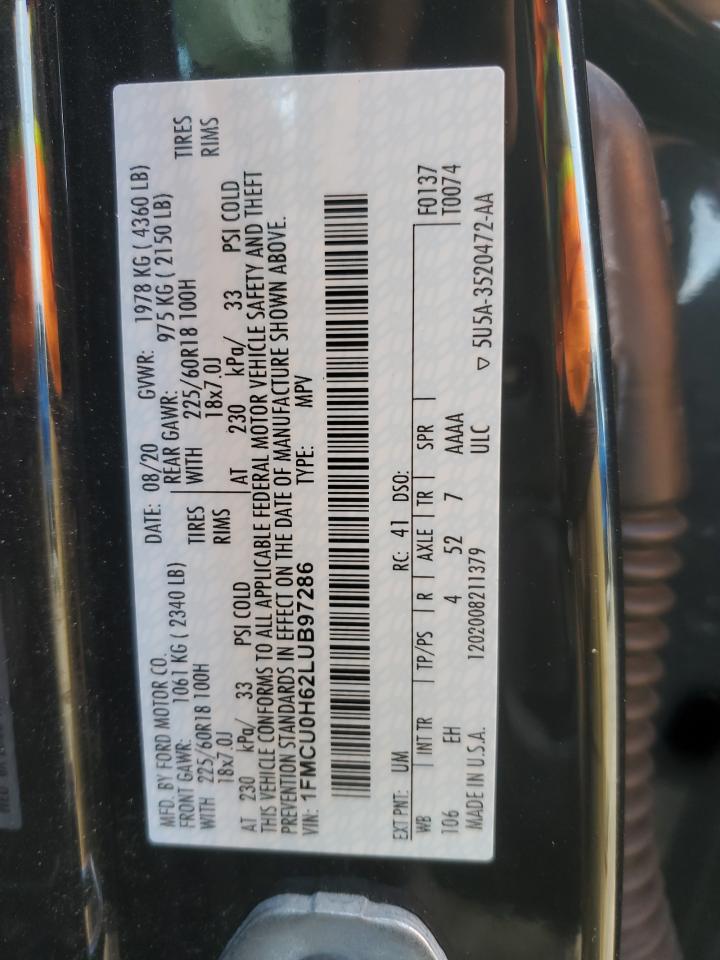 MFD. BY FORD MOTOR CO. DATE: 08/20 GVWR: 1978 KG ( 4360 LB)
FRONT GAWR: 1061 KG ( 2340 LB) REAR GAWR: 975 KG ( 2150 LB)
WITH 225/60R18 100H TIRES WITH 225/60R18 100H TIRES
18x7.0J RIMS 18x7.0J RIMS
AT 230 kPa/ 33 PSI COLD AT 230 kPa/ 33 PSI COLD
THIS VEHICLE CONFORMS TO ALL APPLICABLE FEDERAL MOTOR VEHICLE SAFETY AND THEFT
PREVENTION STANDARDS IN EFFECT ON THE DATE OF MANUFACTURE SHOWN ABOVE.
VIN: 1FMCU0H62LUB97286 TYPE: MPV
EXT PNT: UM RC: 41 DSO:
WB INT TR TP/PS R AXLE TR SPR F0137
106 EH 4 52 7 AAAA T0074
MADE IN U.S.A. 1202008211379 ULC ▽ 5U5A-3520472-AA